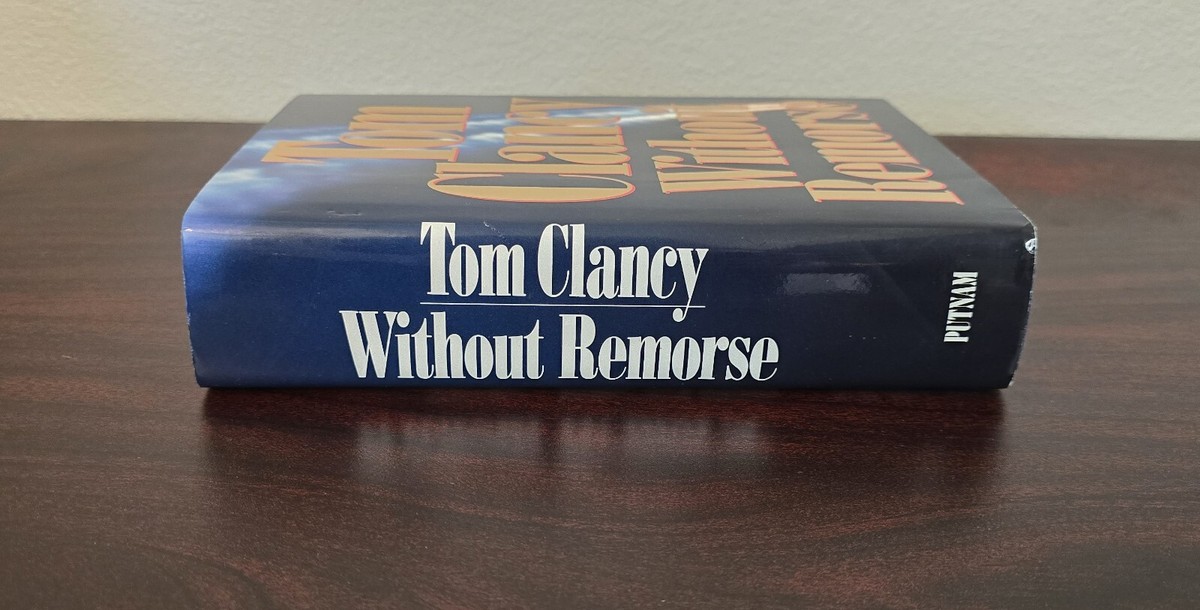 Tom
Clancy
Without
Remorse
Tom Clancy
Without Remorse
PUTNAM